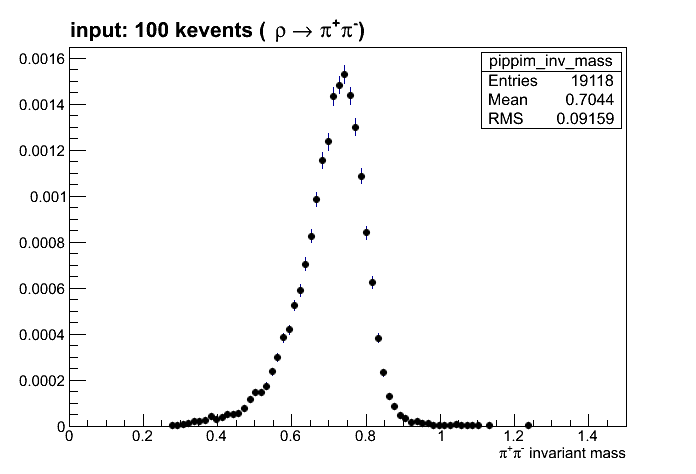 input: 100 kevents ( ρ → π⁺π⁻)
pippim_inv_mass
Entries 19118
Mean 0.7044
RMS 0.09159
0.0016
0.0014
0.0012
0.001
0.0008
0.0006
0.0004
0.0002
0
0 0.2 0.4 0.6 0.8 1 1.2 1.4
π⁺π⁻ invariant mass